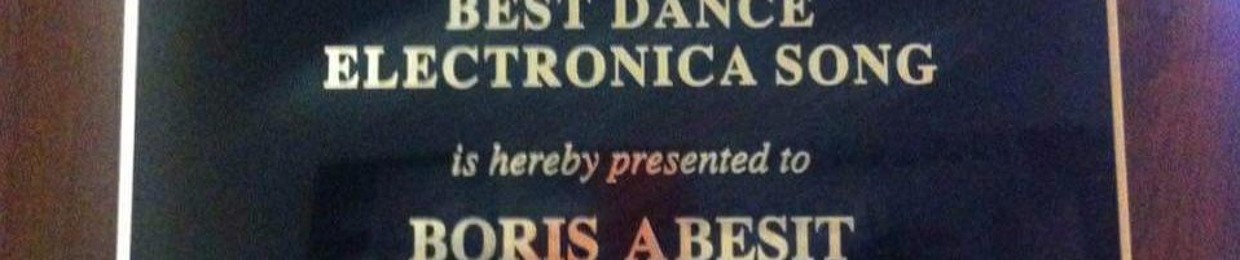 BEST DANCE
ELECTRONICA SONG
is hereby presented to
BORIS ABESIT